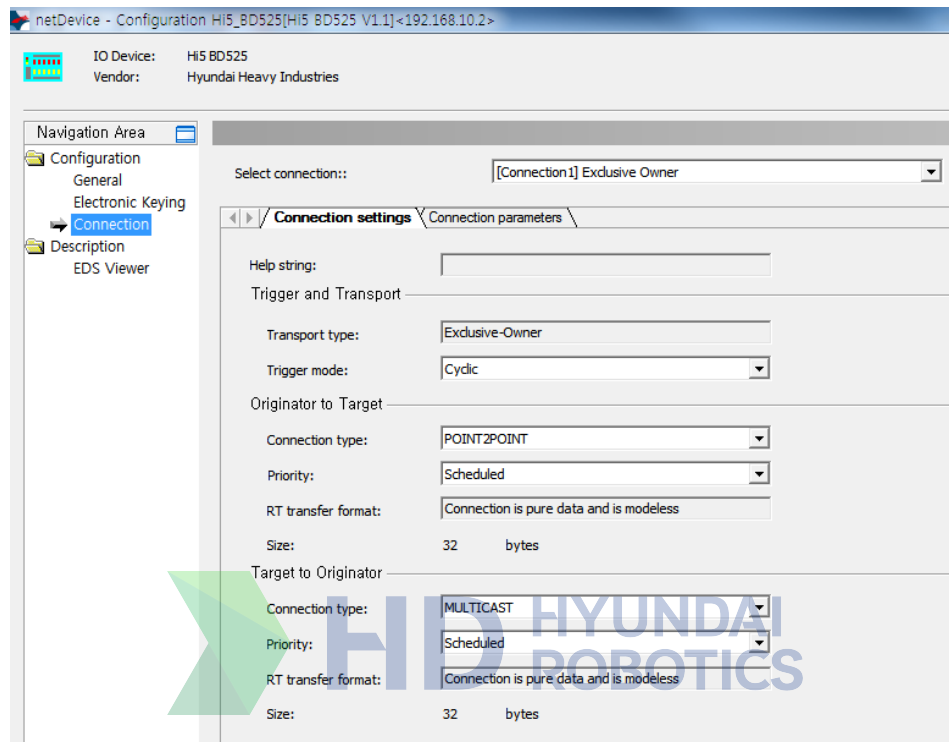 netDevice - Configuration Hi5_BD525[Hi5 BD525 V1.1]<192.168.10.2>
IO Device: Hi5 BD525
Vendor: Hyundai Heavy Industries
Navigation Area
Configuration
General
Electronic Keying
Connection
Description
EDS Viewer
Select connection:: [Connection1] Exclusive Owner
Connection settings Connection parameters
Help string:
Trigger and Transport
Transport type: Exclusive-Owner
Trigger mode: Cyclic
Originator to Target
Connection type: POINT2POINT
Priority: Scheduled
RT transfer format: Connection is pure data and is modeless
Size: 32 bytes
Target to Originator
Connection type: MULTICAST
Priority: Scheduled
RT transfer format: Connection is pure data and is modeless
Size: 32 bytes
HD HYUNDAI
ROBOTICS